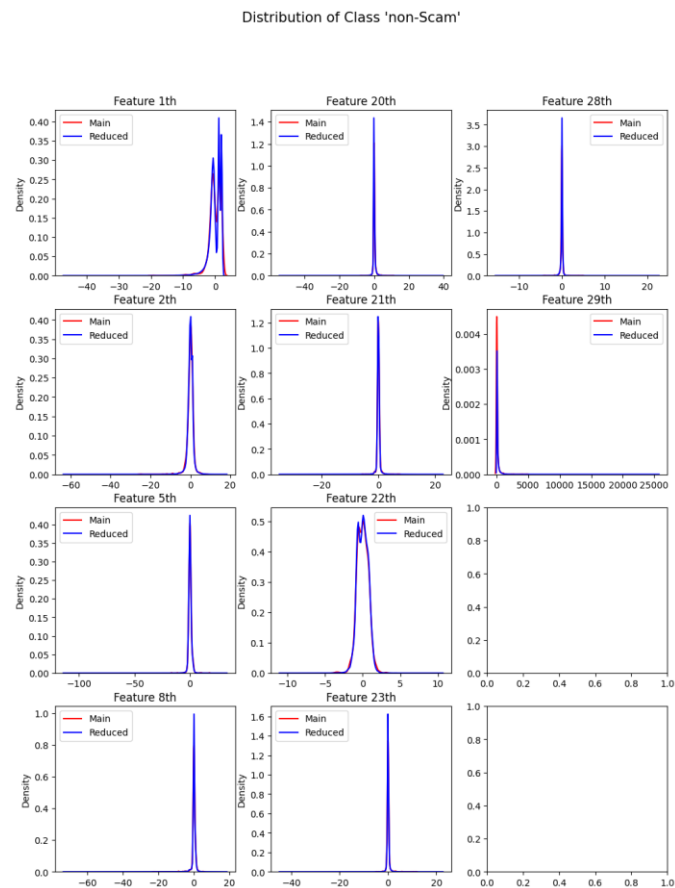 Distribution of Class 'non-Scam'
Feature 1th
Main
Reduced
Density
0.40
0.35
0.30
0.25
0.20
0.15
0.10
0.05
0.00
−40 −30 −20 −10 0
Feature 20th
Main
Reduced
Density
1.4
1.2
1.0
0.8
0.6
0.4
0.2
0.0
−40 −20 0 20 40
Feature 28th
Main
Reduced
Density
3.5
3.0
2.5
2.0
1.5
1.0
0.5
0.0
−10 0 10 20
Feature 2th
Main
Reduced
Density
0.40
0.35
0.30
0.25
0.20
0.15
0.10
0.05
0.00
−60 −40 −20 0 20
Feature 21th
Main
Reduced
Density
1.2
1.0
0.8
0.6
0.4
0.2
0.0
−20 0 20
Feature 29th
Main
Reduced
Density
0.004
0.003
0.002
0.001
0.000
0 5000 10000 15000 20000 25000
Feature 5th
Main
Reduced
Density
0.40
0.35
0.30
0.25
0.20
0.15
0.10
0.05
0.00
−100 −50 0
Feature 22th
Main
Reduced
Density
0.5
0.4
0.3
0.2
0.1
0.0
−10 −5 0 5 10
1.0
0.8
0.6
0.4
0.2
0.0
0.0 0.2 0.4 0.6 0.8 1.0
Feature 8th
Main
Reduced
Density
1.0
0.8
0.6
0.4
0.2
0.0
−60 −40 −20 0 20
Feature 23th
Main
Reduced
Density
1.6
1.4
1.2
1.0
0.8
0.6
0.4
0.2
0.0
−40 −20 0 20
1.0
0.8
0.6
0.4
0.2
0.0
0.0 0.2 0.4 0.6 0.8 1.0